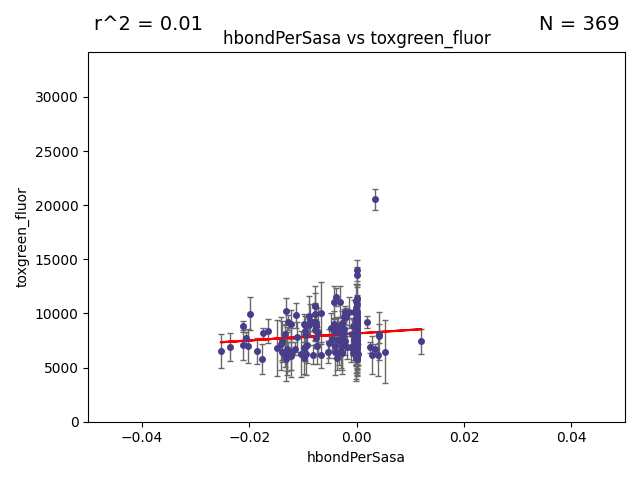 r^2 = 0.01
N = 369
hbondPerSasa vs toxgreen_fluor
30000
25000
20000
15000
10000
5000
0
toxgreen_fluor
−0.04
−0.02
0.00
0.02
0.04
hbondPerSasa